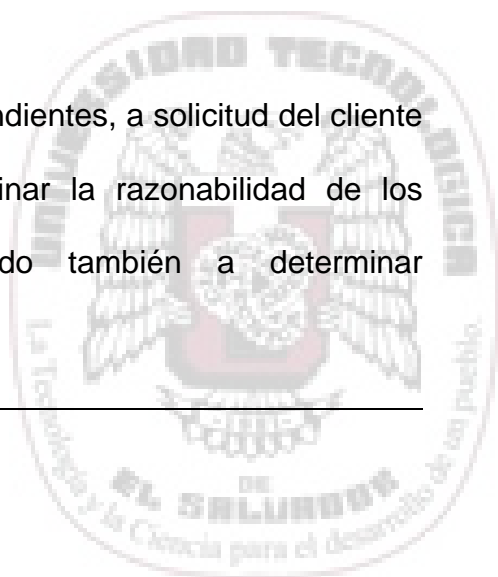 UNIVERSIDAD TECNOLOGICA
ndientes, a solicitud del cliente
inar la razonabilidad de los
do también a determinar
La Tecnología y la Ciencia para el desarrollo de un pueblo.
DE
EL SALVADOR